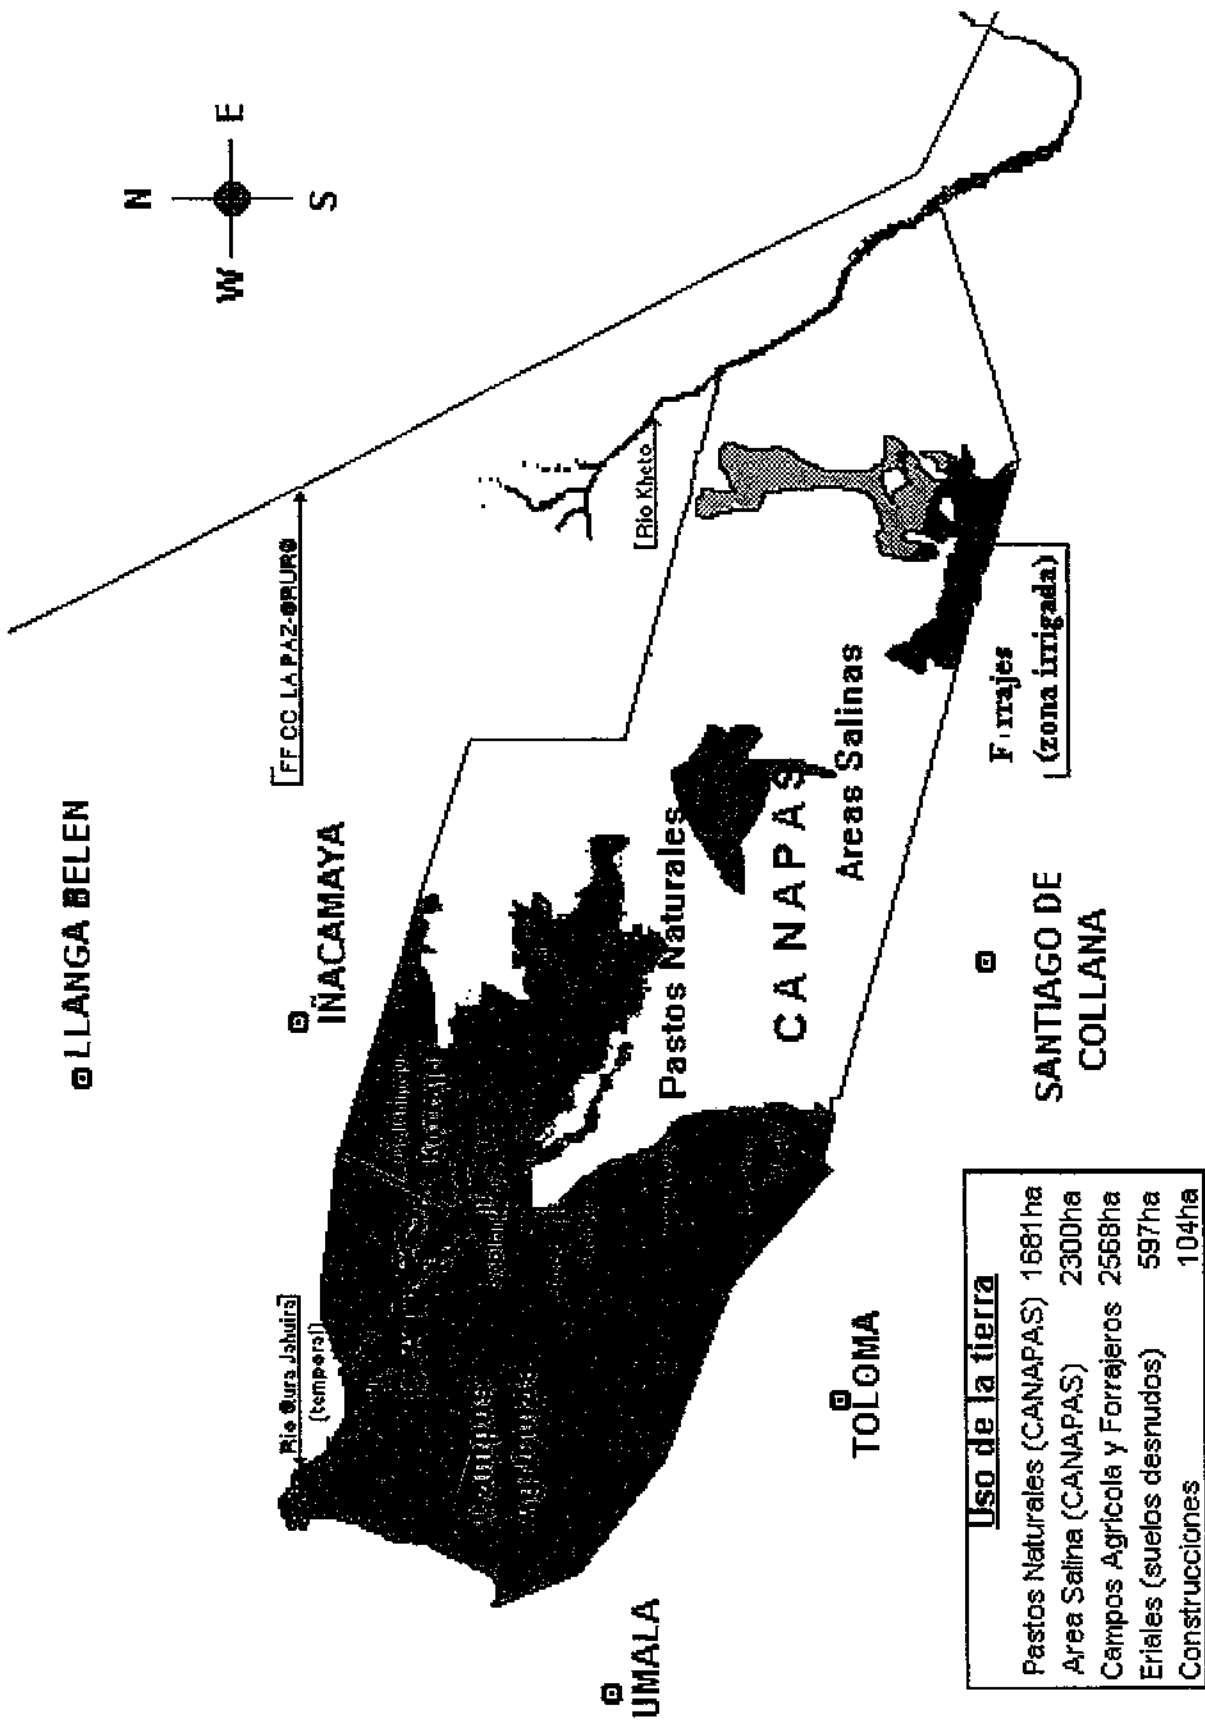 LLANGA BELEN
N
W
E
S
FF CC LA PAZ-ORURO
IÑACAMAYA
Rio Kheto
(temporal)
Pastos Naturales
CANAPAS
Areas Salinas
(zona irrigada)
UMALA
TOLOMA
SANTIAGO DE
COLLANA
Uso de la tierra
Pastos Naturales (CANAPAS) 1681ha
Area Salina (CANAPAS) 2300ha
Campos Agricola y Forrajeros 2568ha
Eriales (suelos desnudos) 597ha
Construcciones 104ha